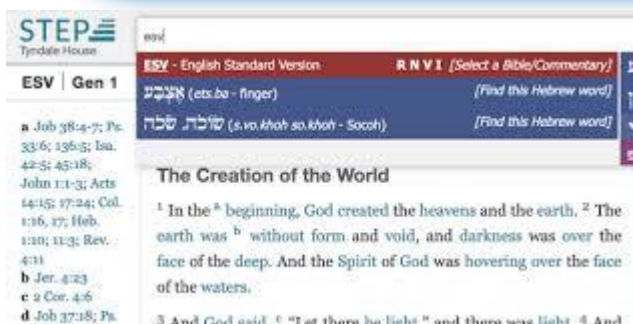 STEP
Tyndale House
esv
ESV - English Standard Version R N V I [Select a Bible/Commentary]
אֶצְבַּע (ets.ba - finger) [Find this Hebrew word]
שׂוֹכֹת, שׂכֹה (s.vo.khoh so.khoh - Socoh) [Find this Hebrew word]
ESV | Gen 1
a Job 38:4-7; Ps.
33:6; 136:5; Isa.
42:5; 45:18;
John 1:1-3; Acts
14:15; 17:24; Col.
1:16, 17; Heb.
1:10; 11:3; Rev.
4:11
b Jer. 4:23
c 2 Cor. 4:6
d Job 37:18; Ps.
The Creation of the World
1 In the a beginning, God created the heavens and the earth. 2 The
earth was b without form and void, and darkness was over the
face of the deep. And the Spirit of God was hovering over the face
of the waters.
3 And God said, c "Let there be light," and there was light. 4 And